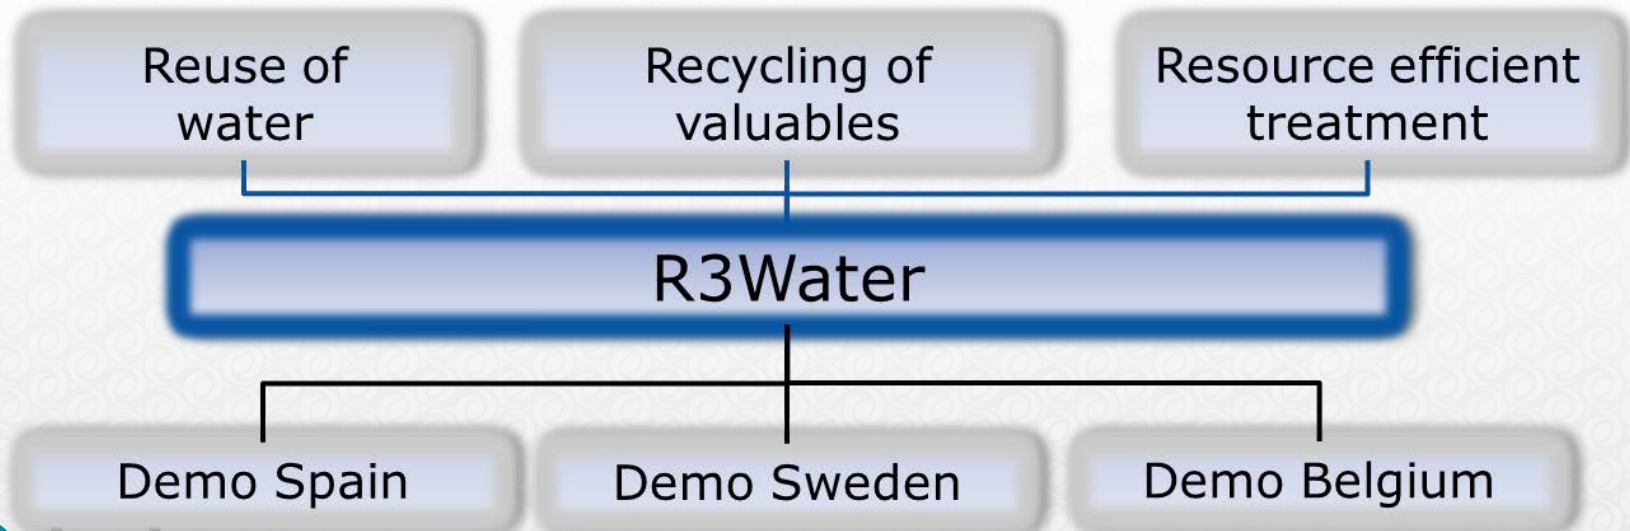 Reuse of
water
Recycling of
valuables
Resource efficient
treatment
R3Water
Demo Spain
Demo Sweden
Demo Belgium